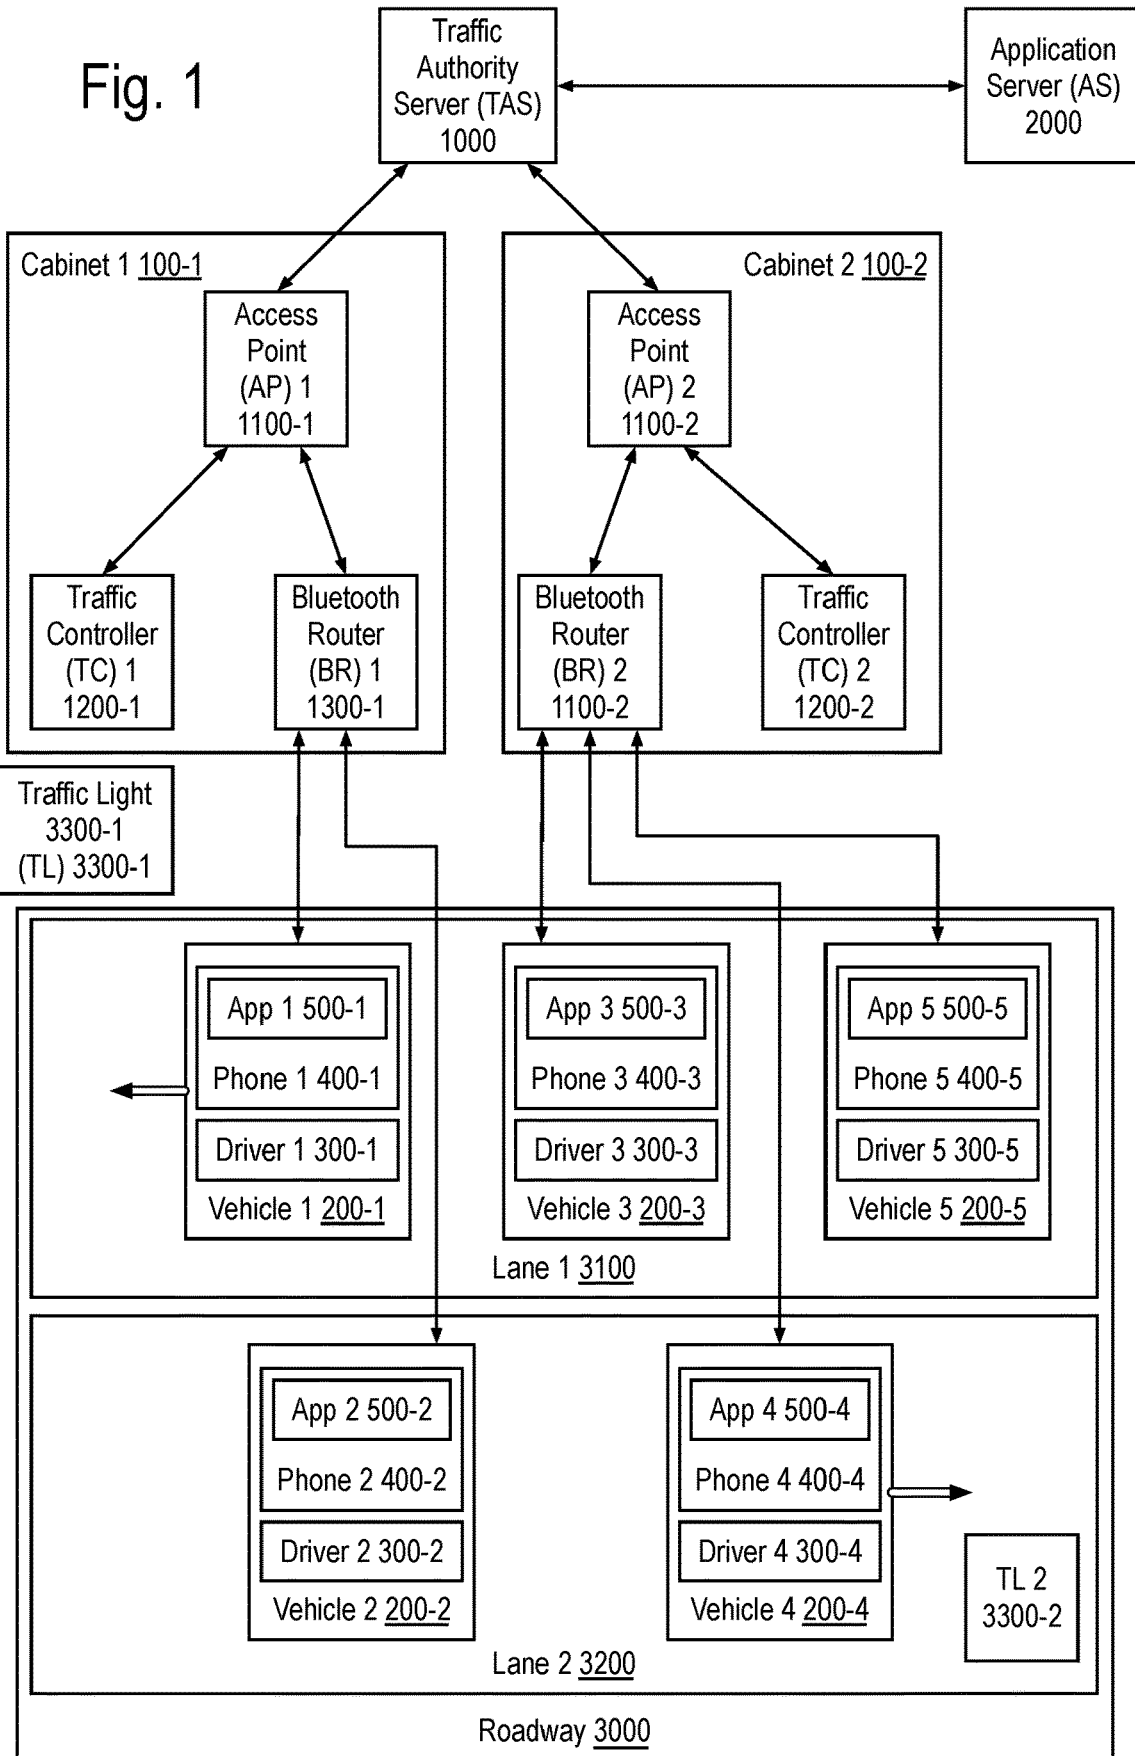 Fig. 1
Traffic
Authority
Server (TAS)
1000
Application
Server (AS)
2000
Cabinet 1 100-1
Access
Point
(AP) 1
1100-1
Traffic
Controller
(TC) 1
1200-1
Bluetooth
Router
(BR) 1
1300-1
Cabinet 2 100-2
Access
Point
(AP) 2
1100-2
Bluetooth
Router
(BR) 2
1100-2
Traffic
Controller
(TC) 2
1200-2
Traffic Light
3300-1
(TL) 3300-1
App 1 500-1
Phone 1 400-1
Driver 1 300-1
Vehicle 1 200-1
App 3 500-3
Phone 3 400-3
Driver 3 300-3
Vehicle 3 200-3
App 5 500-5
Phone 5 400-5
Driver 5 300-5
Vehicle 5 200-5
Lane 1 3100
App 2 500-2
Phone 2 400-2
Driver 2 300-2
Vehicle 2 200-2
App 4 500-4
Phone 4 400-4
Driver 4 300-4
Vehicle 4 200-4
TL 2
3300-2
Lane 2 3200
Roadway 3000